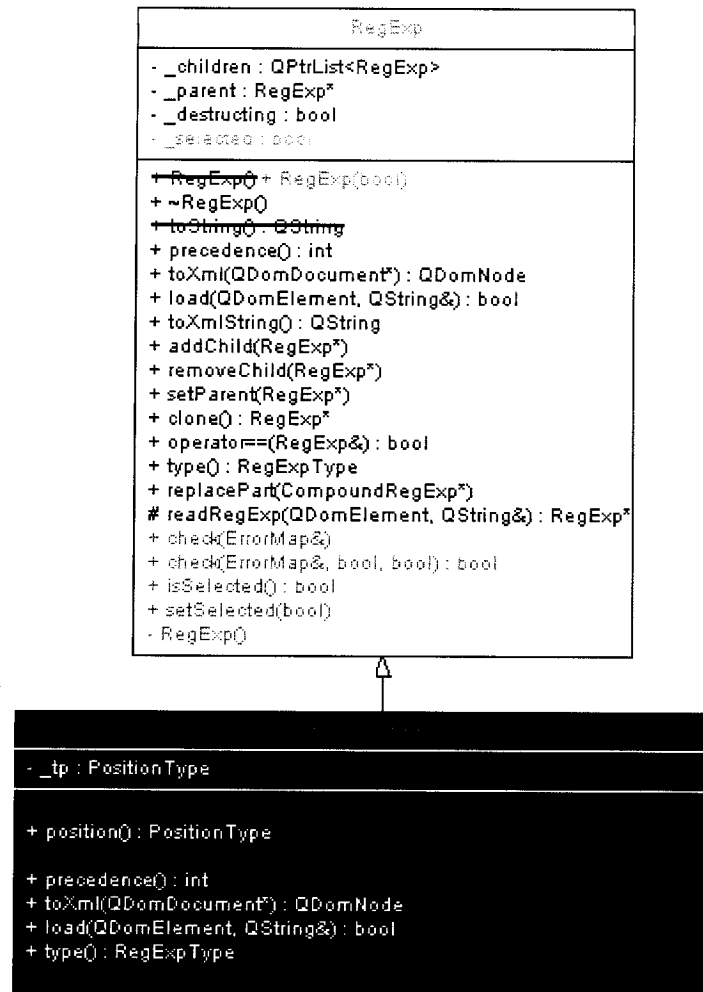 RegExp
- _children : QPtrList<RegExp>
- _parent : RegExp*
- _destructing : bool
- _selected : bool
+ RegExp() + RegExp(bool)
+ ~RegExp()
+ toString() : QString
+ precedence() : int
+ toXml(QDomDocument*) : QDomNode
+ load(QDomElement, QString&) : bool
+ toXmlString() : QString
+ addChild(RegExp*)
+ removeChild(RegExp*)
+ setParent(RegExp*)
+ clone() : RegExp*
+ operator==(RegExp&) : bool
+ type() : RegExpType
+ replacePart(CompoundRegExp*)
# readRegExp(QDomElement, QString&) : RegExp*
+ check(ErrorMap&)
+ check(ErrorMap&, bool, bool) : bool
+ isSelected() : bool
+ setSelected(bool)
- RegExp()
- _tp : PositionType
+ position() : PositionType
+ precedence() : int
+ toXml(QDomDocument*) : QDomNode
+ load(QDomElement, QString&) : bool
+ type() : RegExpType